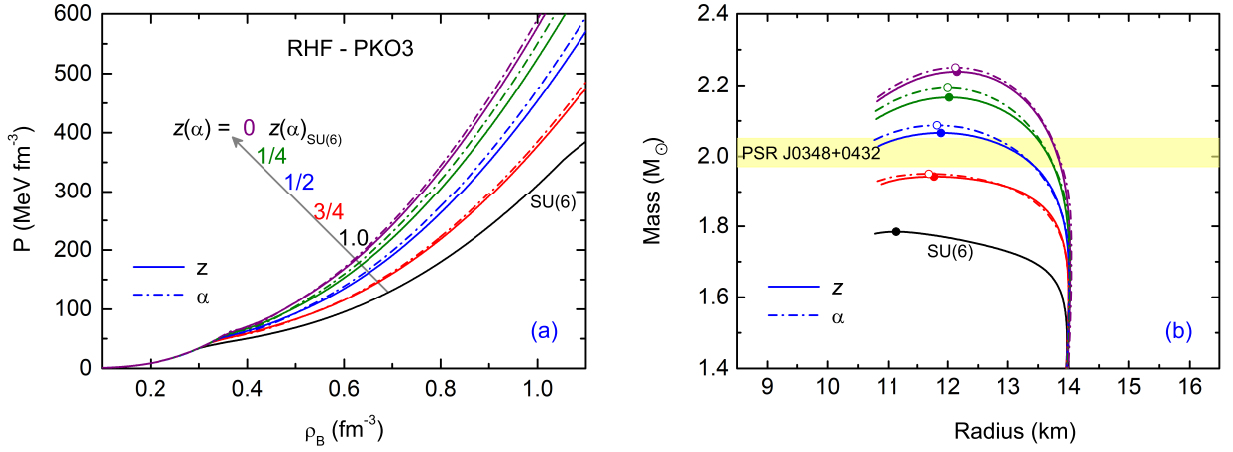 600
500
400
300
200
100
0
P (MeV fm⁻³)
RHF - PKO3
z(α) = 0 z(α)SU(6)
1/4
1/2
3/4
1.0
SU(6)
z
α
(a)
0.2 0.4 0.6 0.8 1.0
ρB (fm⁻³)
2.4
2.2
2.0
1.8
1.6
1.4
Mass (M⊙)
PSR J0348+0432
SU(6)
z
α
(b)
9 10 11 12 13 14 15 16
Radius (km)